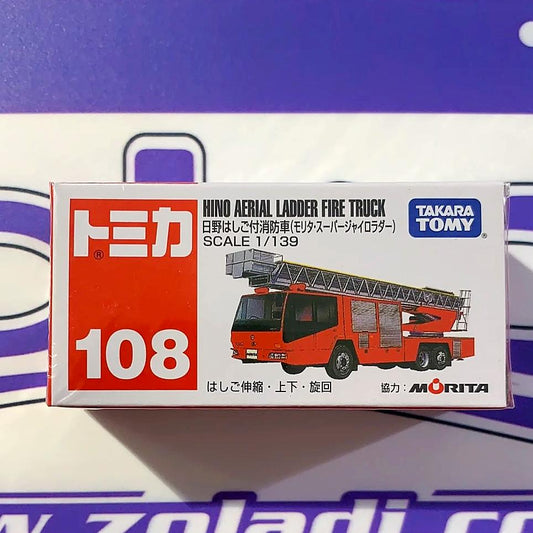 トミカ®
108
HINO AERIAL LADDER FIRE TRUCK
日野はしご付消防車(モリタ・スーパージャイロラダー)
SCALE 1/139
TAKARA
TOMY
はしご伸縮・上下・旋回
協力:MORITA
w.zoladi.co